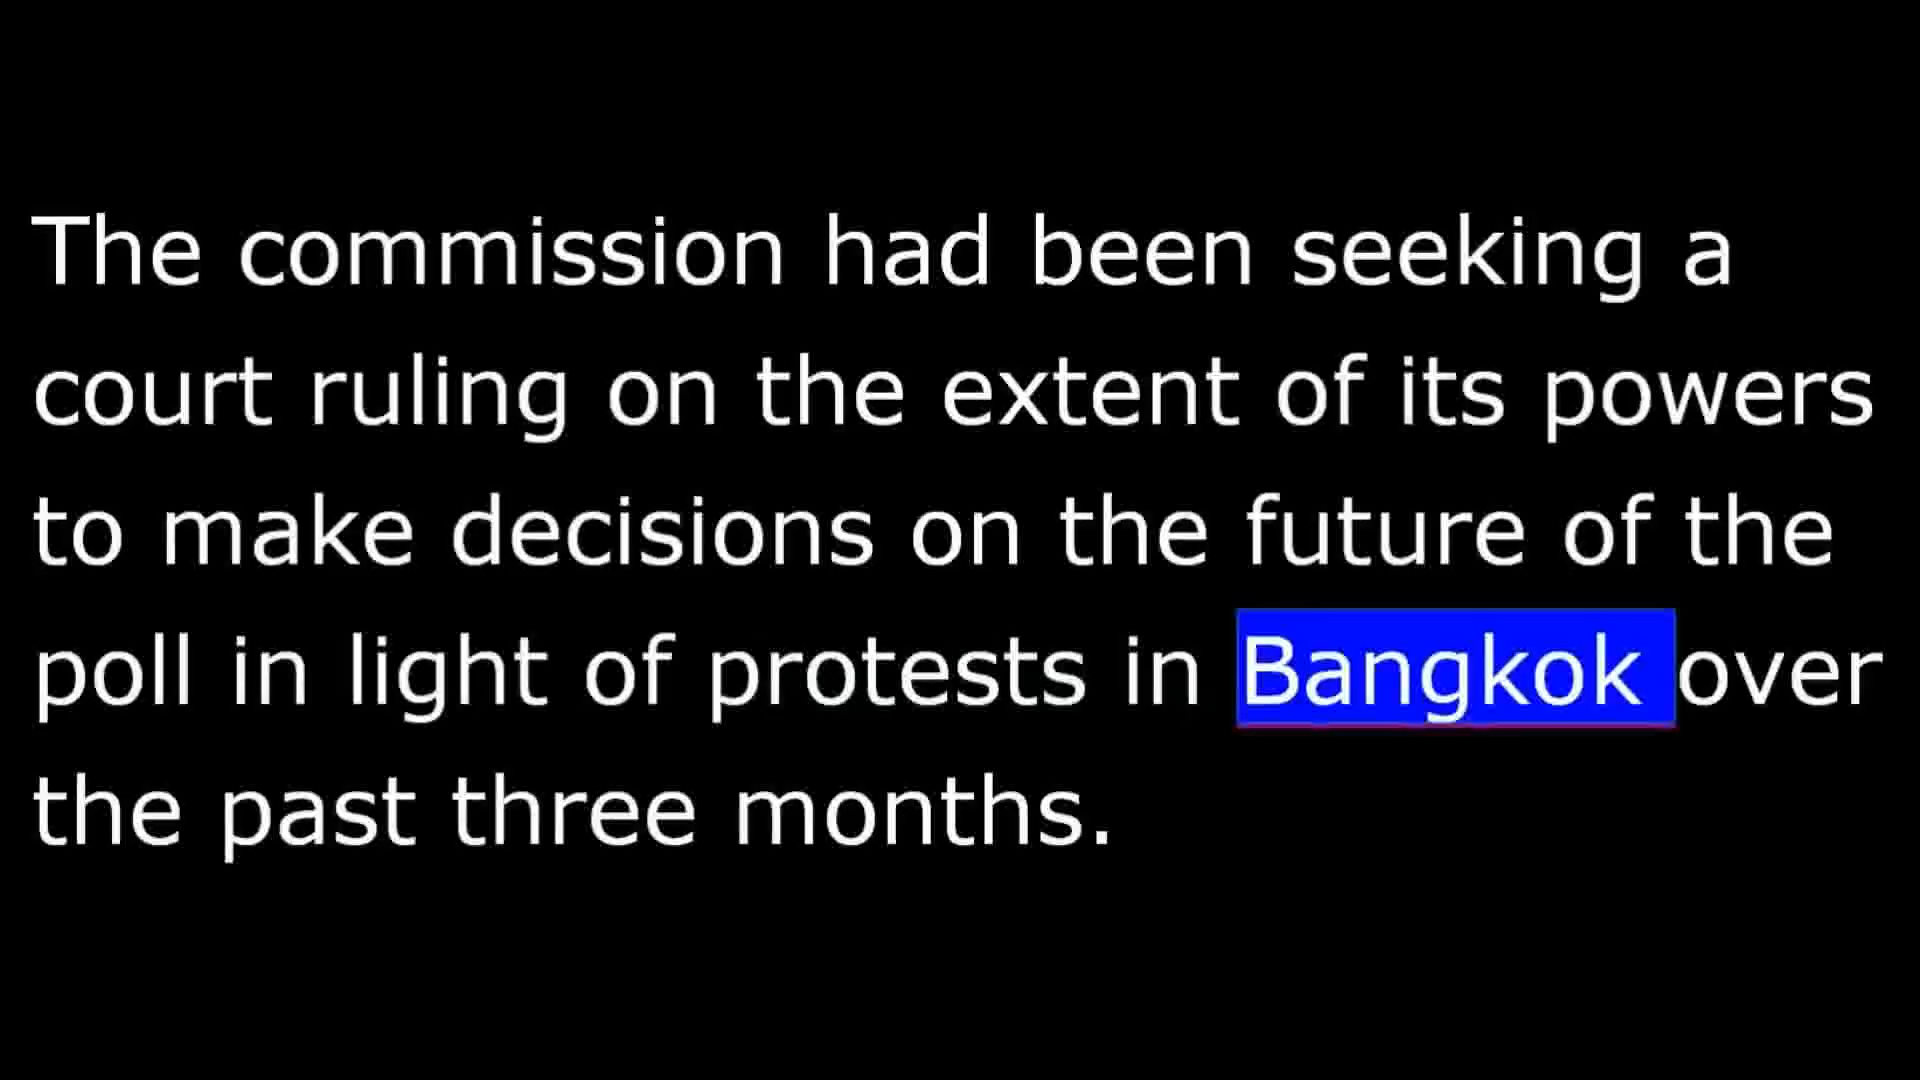 The commission had been seeking a
court ruling on the extent of its powers
to make decisions on the future of the
poll in light of protests in Bangkok over
the past three months.